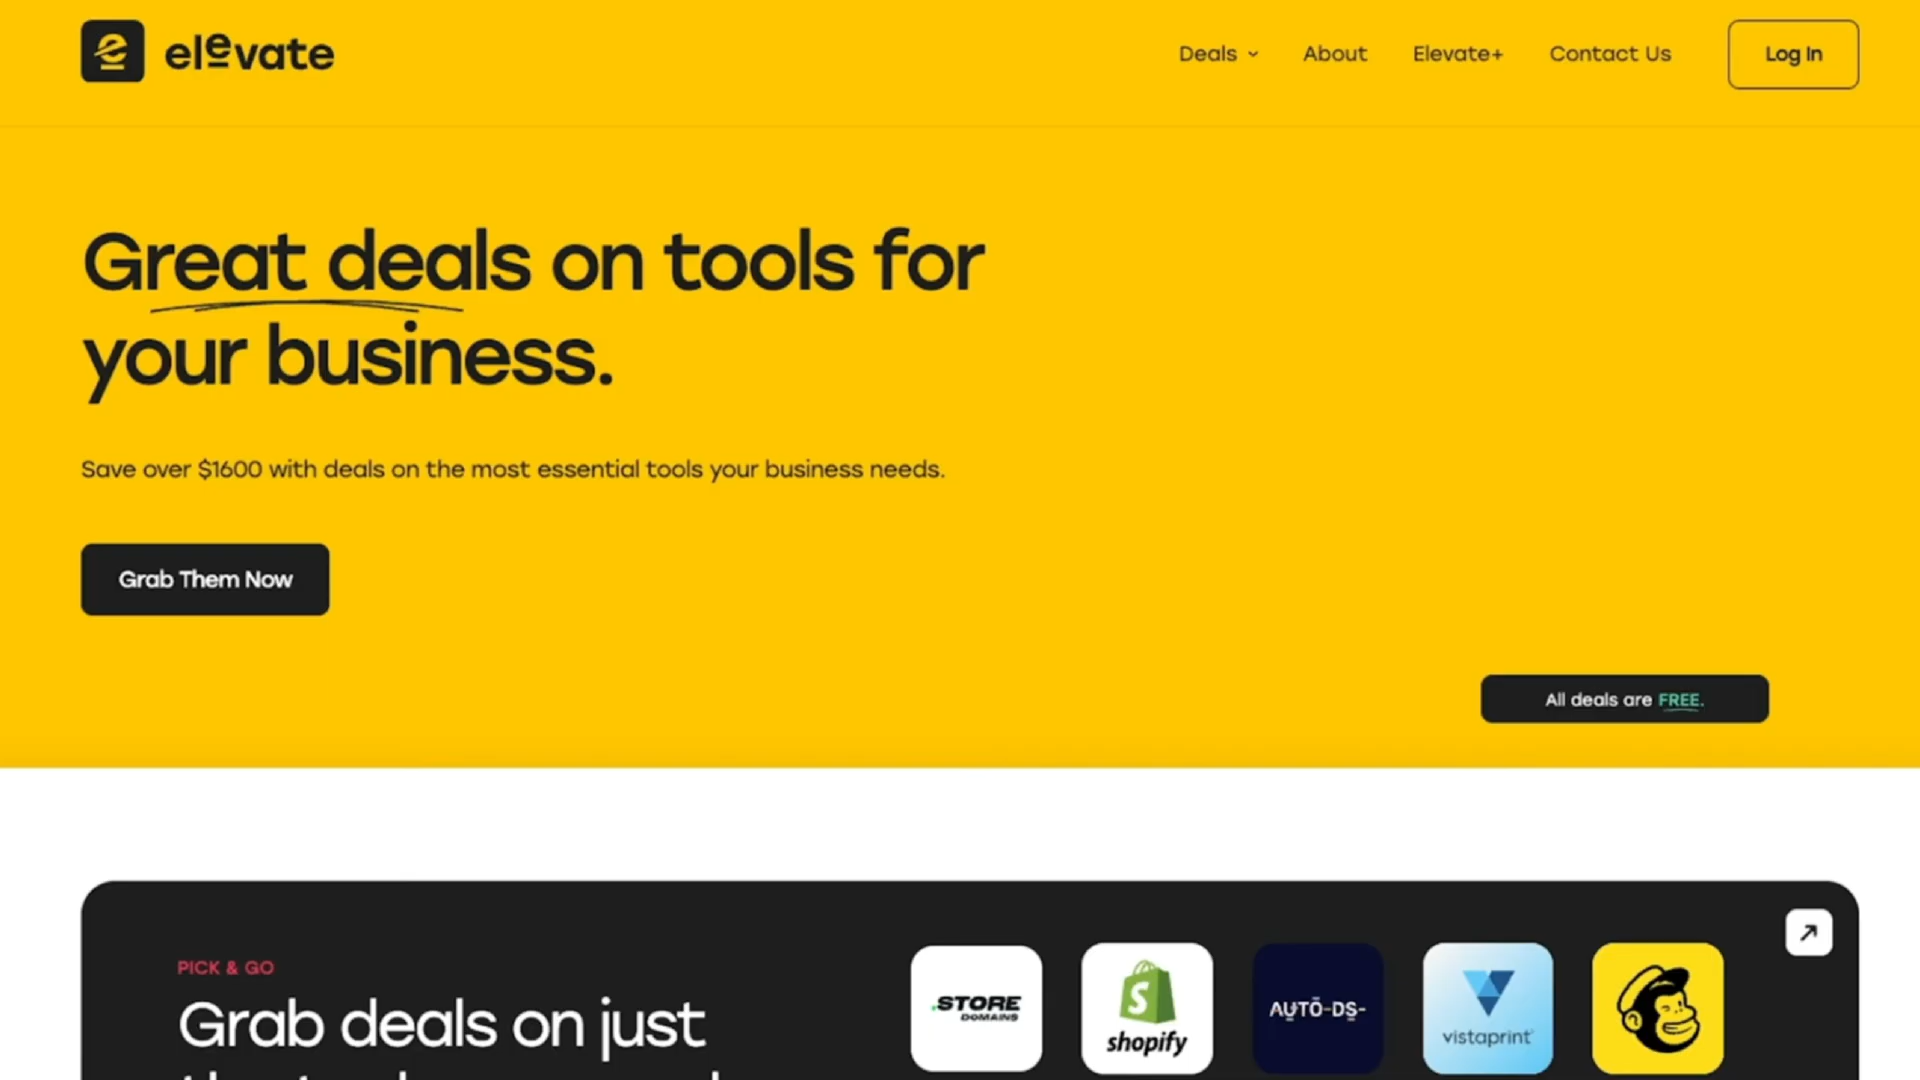 elevate
Deals
About
Elevate+
Contact Us
Log In
Great deals on tools for
your business.
Save over $1600 with deals on the most essential tools your business needs.
Grab Them Now
All deals are FREE.
PICK & GO
Grab deals on just
.STORE
DOMAINS
shopify
AUTO-DS-
vistaprint